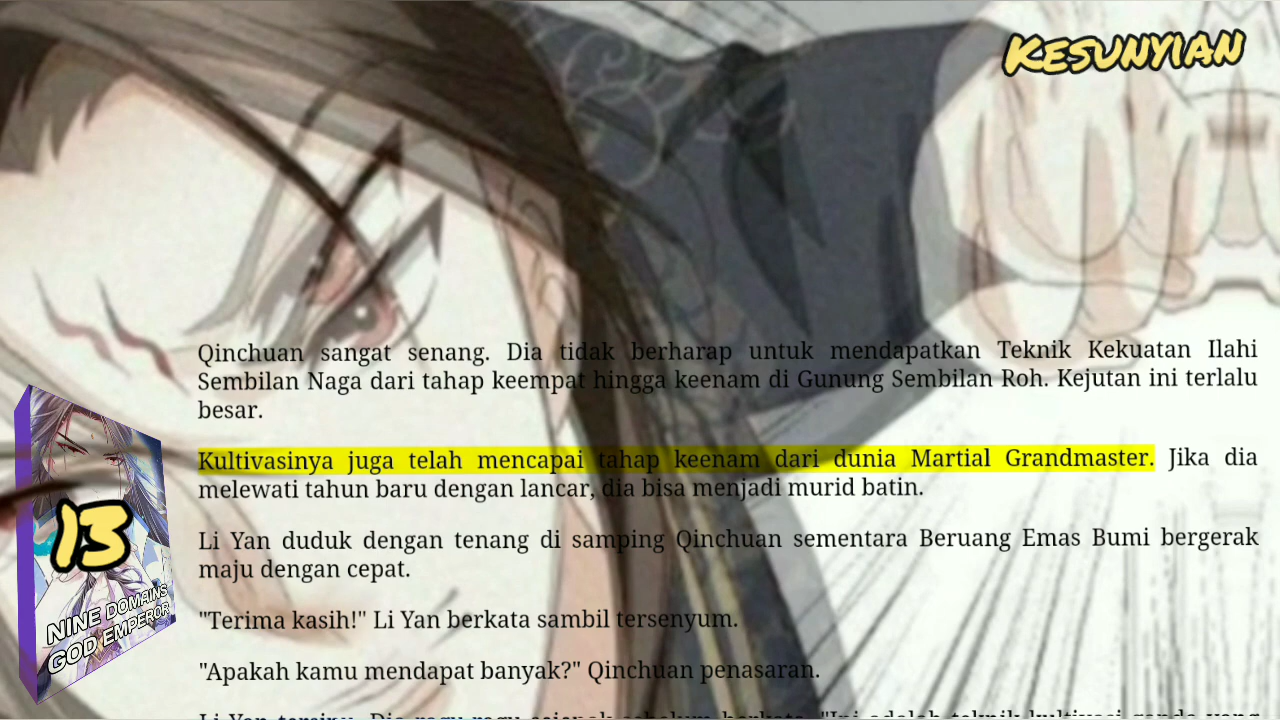 Kesunyian
Qinchuan sangat senang. Dia tidak berharap untuk mendapatkan Teknik Kekuatan Ilahi
Sembilan Naga dari tahap keempat hingga keenam di Gunung Sembilan Roh. Kejutan ini terlalu
besar.
Kultivasinya juga telah mencapai tahap keenam dari dunia Martial Grandmaster. Jika dia
melewati tahun baru dengan lancar, dia bisa menjadi murid batin.
Li Yan duduk dengan tenang di samping Qinchuan sementara Beruang Emas Bumi bergerak
maju dengan cepat.
"Terima kasih!" Li Yan berkata sambil tersenyum.
"Apakah kamu mendapat banyak?" Qinchuan penasaran.
13
NINE DOMAINS
GOD EMPEROR